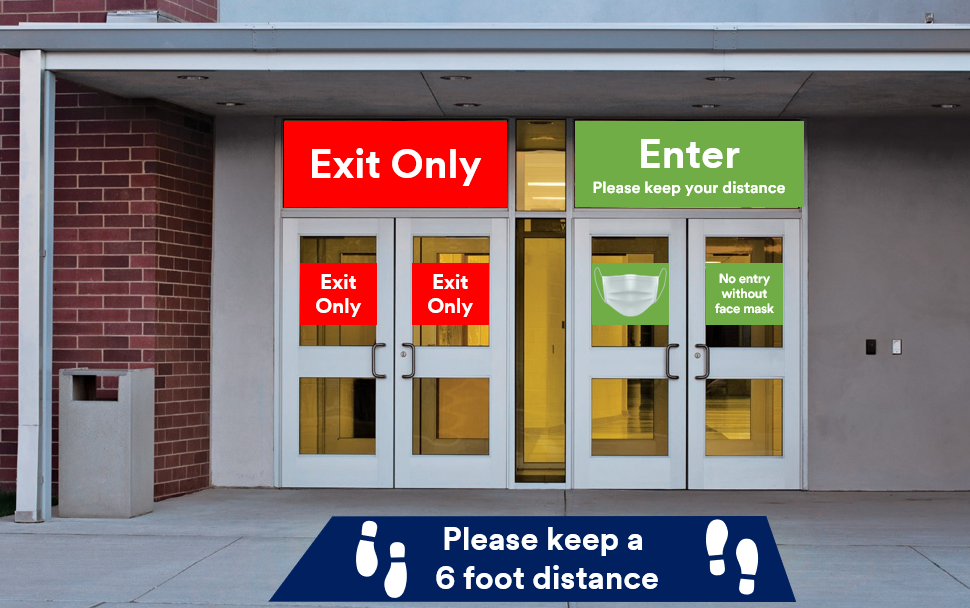 Exit Only
Enter
Please keep your distance
Exit
Only
Exit
Only
No entry
without
face mask
Please keep a
6 foot distance